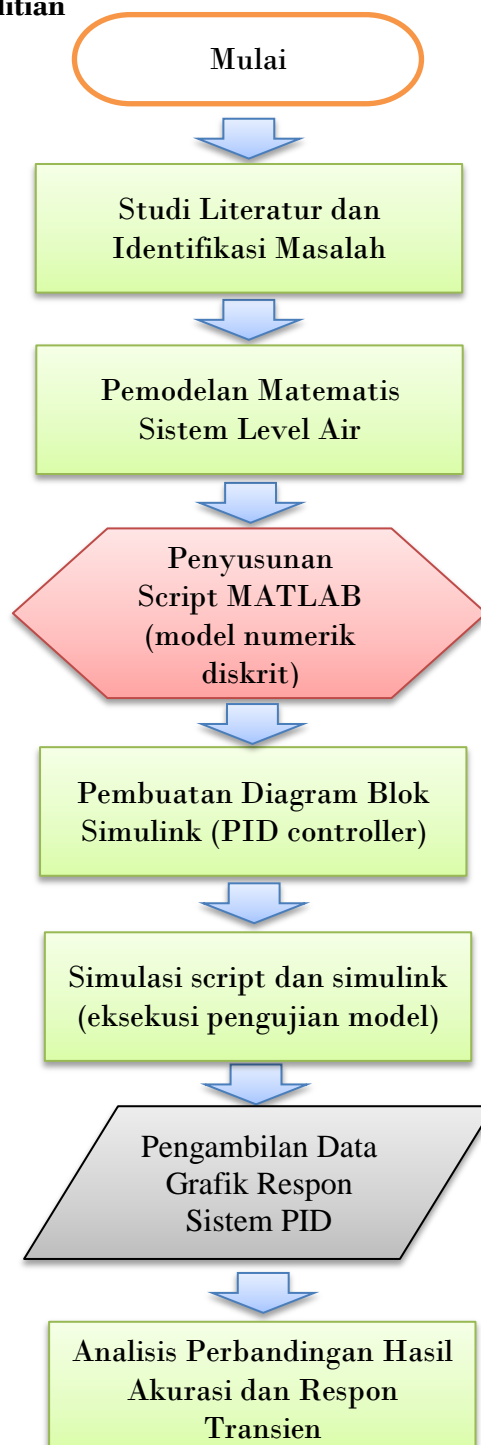 Mulai
Studi Literatur dan
Identifikasi Masalah
Pemodelan Matematis
Sistem Level Air
Penyusunan
Script MATLAB
(model numerik
diskrit)
Pembuatan Diagram Blok
Simulink (PID controller)
Simulasi script dan simulink
(eksekusi pengujian model)
Pengambilan Data
Grafik Respon
Sistem PID
Analisis Perbandingan Hasil
Akurasi dan Respon
Transien